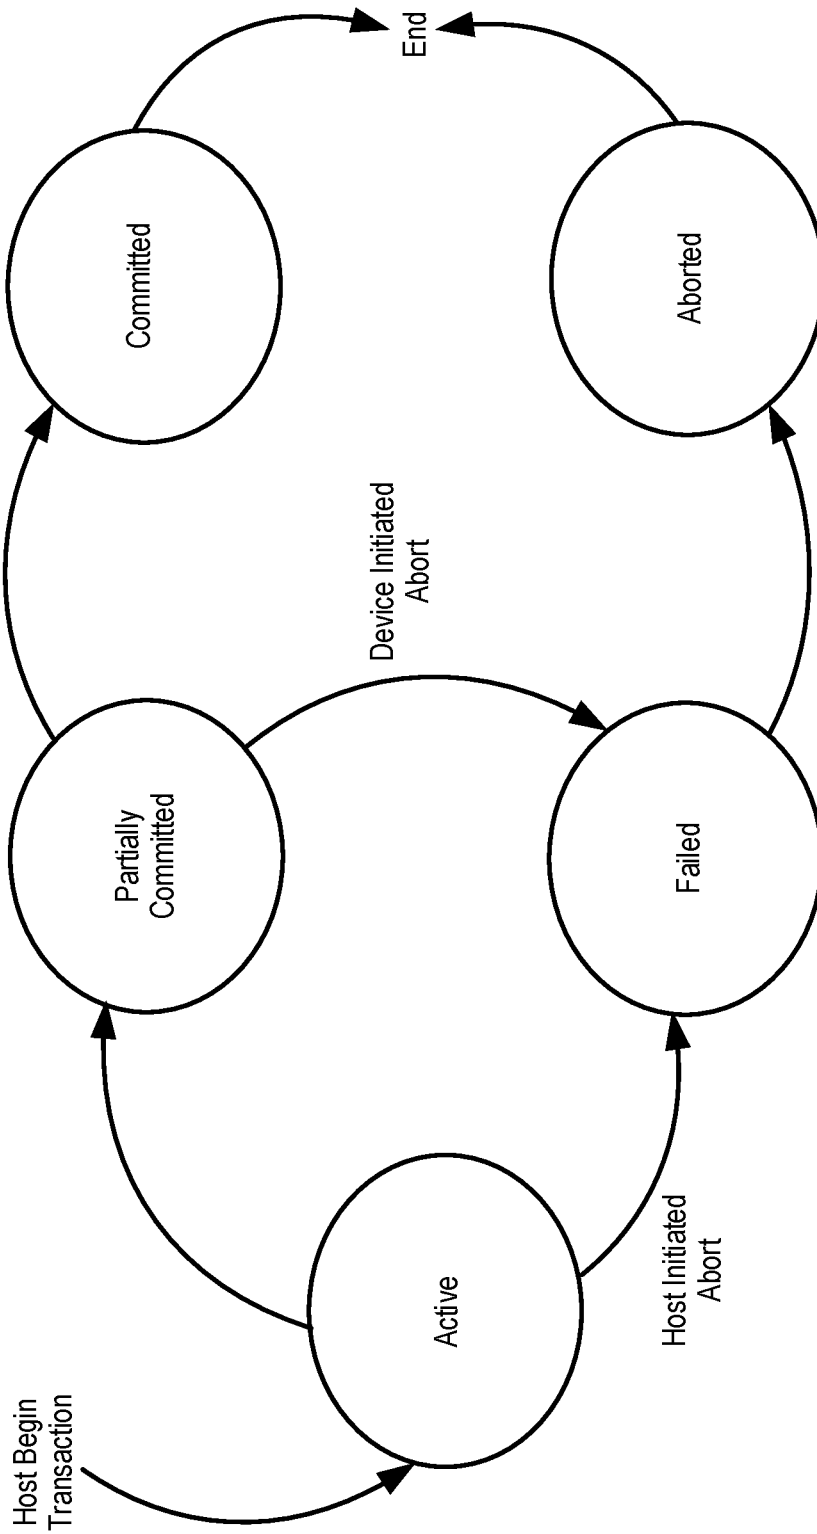 Host Begin
Transaction
Active
Host Initiated
Abort
Partially
Committed
Failed
Device Initiated
Abort
Committed
Aborted
End